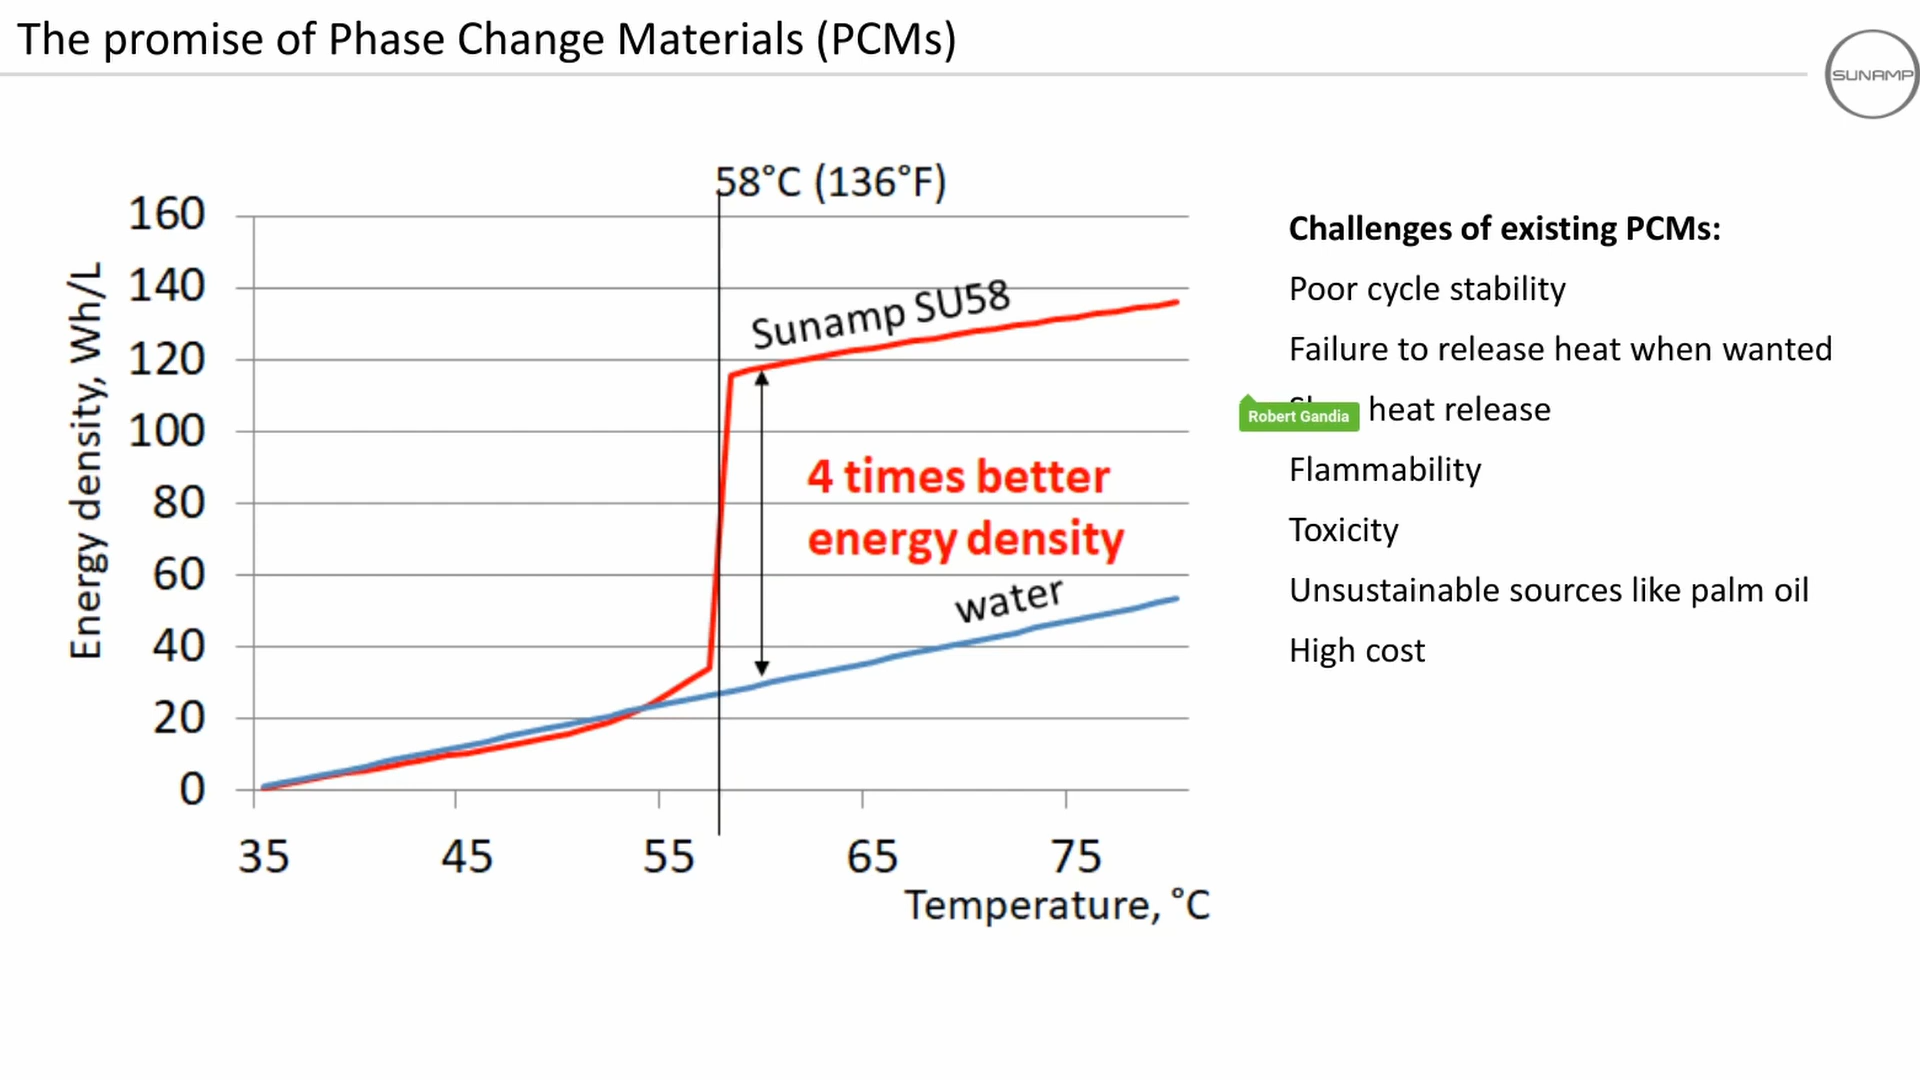 The promise of Phase Change Materials (PCMs)
SUNAMP
58°C (136°F)
160
140
120
100
80
60
40
20
0
Energy density, Wh/L
Sunamp SU58
4 times better
energy density
water
35 45 55 65 75
Temperature, °C
Challenges of existing PCMs:
Poor cycle stability
Failure to release heat when wanted
heat release
Robert Gandia
Flammability
Toxicity
Unsustainable sources like palm oil
High cost